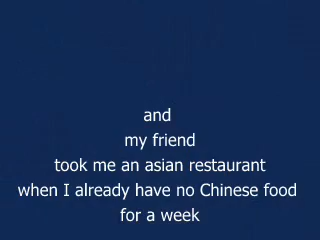 and
my friend
took me an asian restaurant
when I already have no Chinese food
for a week